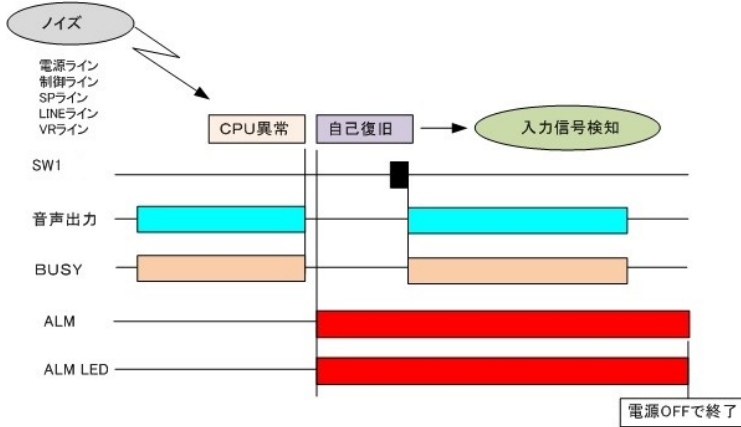 ノイズ
電源ライン
制御ライン
SPライン
LINEライン
VRライン
CPU異常
自己復旧
入力信号検知
SW1
音声出力
BUSY
ALM
ALM LED
電源OFFで終了